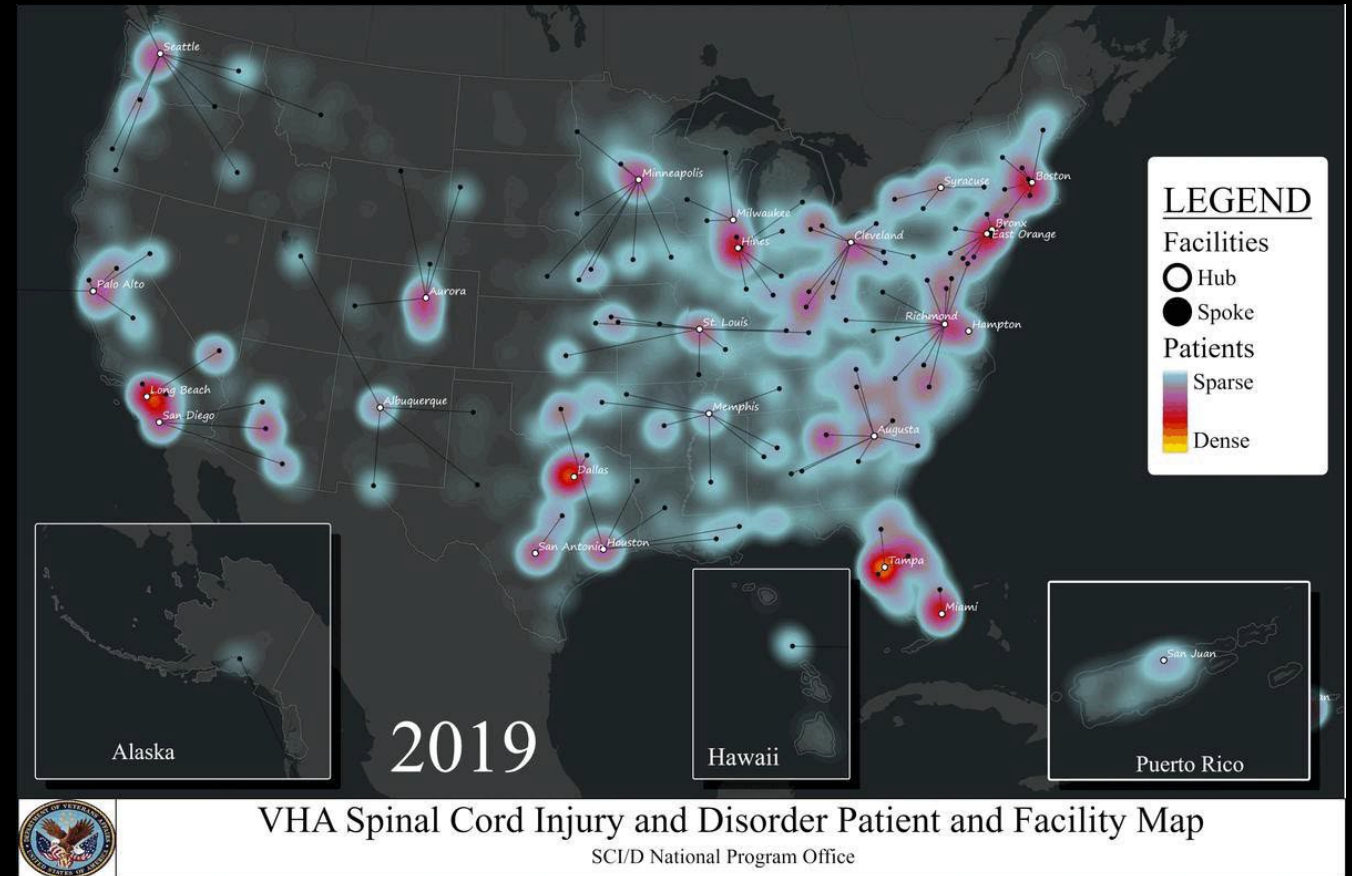 Seattle
Minneapolis
Syracuse
Boston
Milwaukee
Bronx
East Orange
Hines
Cleveland
Palo Alto
Aurora
St. Louis
Richmond
Hampton
Long Beach
San Diego
Albuquerque
Memphis
Augusta
Dallas
San Antonio
Houston
Tampa
Miami
LEGEND
Facilities
Hub
Spoke
Patients
Sparse
Dense
Alaska
2019
Hawaii
San Juan
Puerto Rico
VHA Spinal Cord Injury and Disorder Patient and Facility Map
SCI/D National Program Office